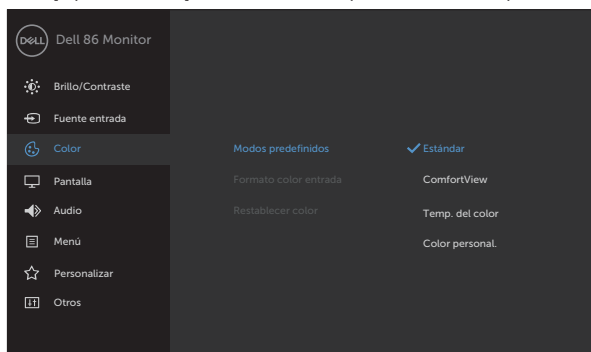 DELL Dell 86 Monitor
Brillo/Contraste
Fuente entrada
Color Modos predefinidos Estándar
Pantalla Formato color entrada ComfortView
Audio Restablecer color Temp. del color
Menú Color personal.
Personalizar
Otros